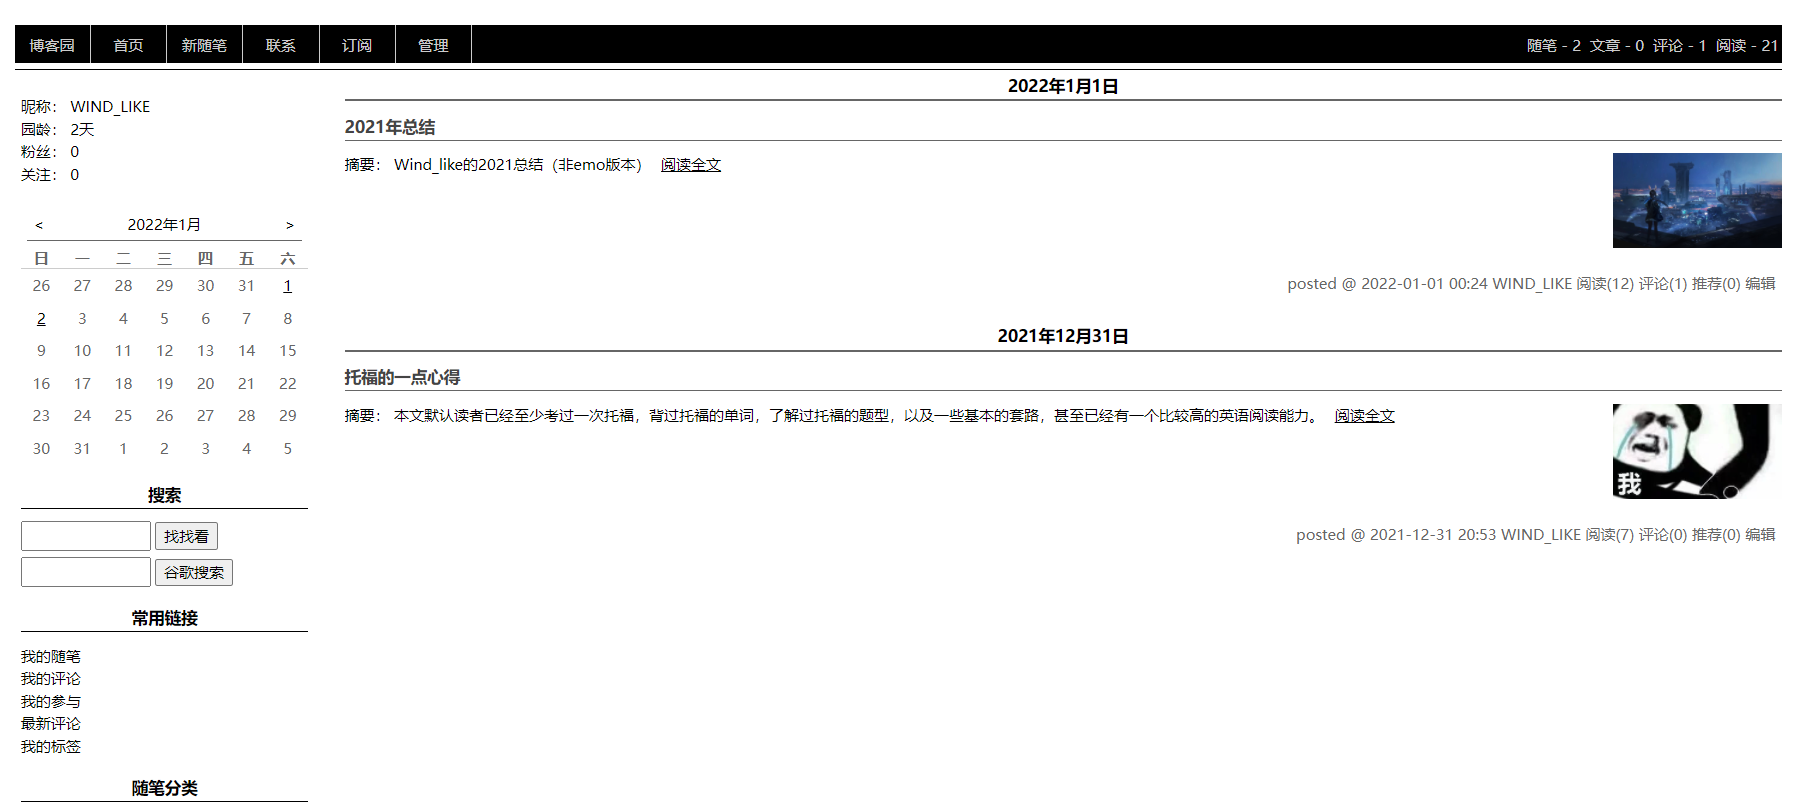 博客园 首页 新随笔 联系 订阅 管理 随笔 - 2 文章 - 0 评论 - 1 阅读 - 21
昵称： WIND_LIKE
园龄： 2天
粉丝： 0
关注： 0
< 2022年1月 >
日 一 二 三 四 五 六
26 27 28 29 30 31 1
2 3 4 5 6 7 8
9 10 11 12 13 14 15
16 17 18 19 20 21 22
23 24 25 26 27 28 29
30 31 1 2 3 4 5
搜索
找找看
谷歌搜索
常用链接
我的随笔
我的评论
我的参与
最新评论
我的标签
随笔分类
2022年1月1日
2021年总结
摘要： Wind_like的2021总结（非emo版本） 阅读全文
posted @ 2022-01-01 00:24 WIND_LIKE 阅读(12) 评论(1) 推荐(0) 编辑
2021年12月31日
托福的一点心得
摘要： 本文默认读者已经至少考过一次托福，背过托福的单词，了解过托福的题型，以及一些基本的套路，甚至已经有一个比较高的英语阅读能力。 阅读全文
我
posted @ 2021-12-31 20:53 WIND_LIKE 阅读(7) 评论(0) 推荐(0) 编辑